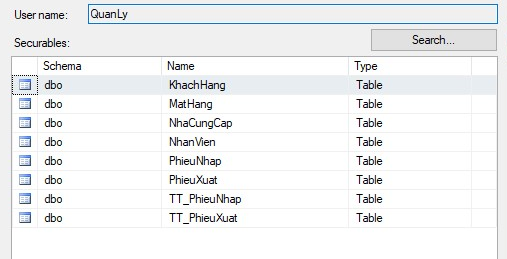 User name: QuanLy
Securables: Search...
Schema Name Type
dbo KhachHang Table
dbo MatHang Table
dbo NhaCungCap Table
dbo NhanVien Table
dbo PhieuNhap Table
dbo PhieuXuat Table
dbo TT_PhieuNhap Table
dbo TT_PhieuXuat Table